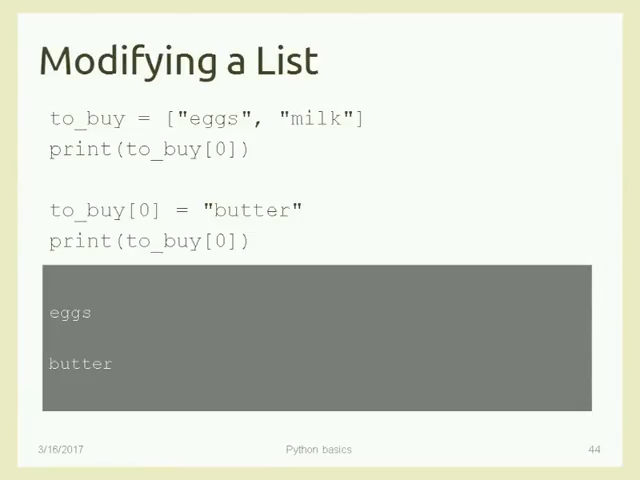 Modifying a List
to_buy = ["eggs", "milk"]
print(to_buy[0])
to_buy[0] = "butter"
print(to_buy[0])
eggs
butter
3/16/2017
Python basics
44